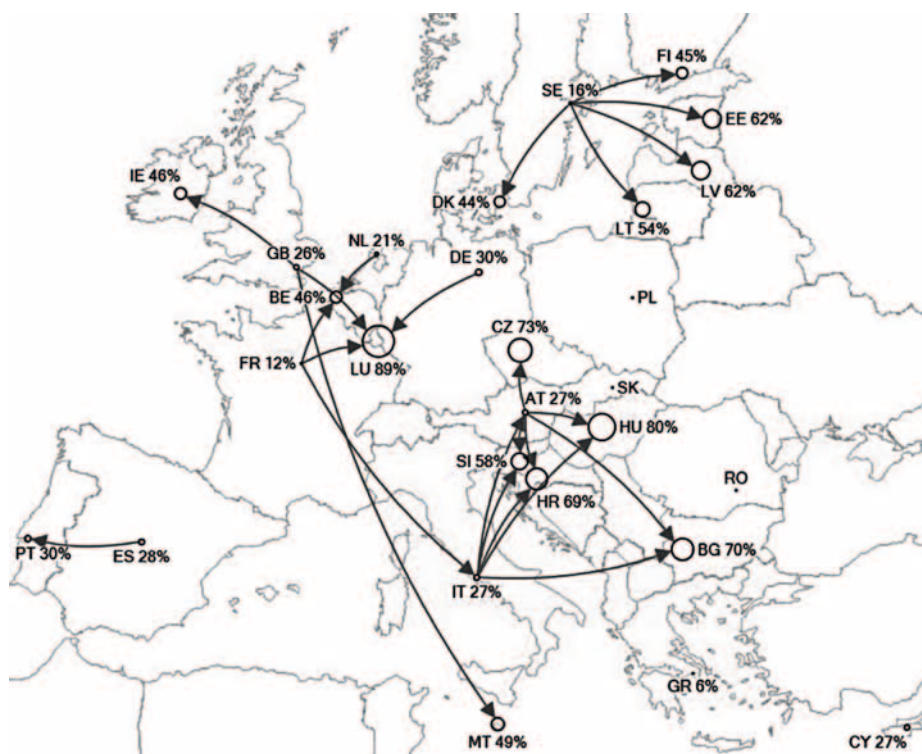 FI 45%
SE 16%
EE 62%
IE 46%
LV 62%
DK 44%
LT 54%
NL 21%
GB 26%
DE 30%
BE 46%
PL
CZ 73%
FR 12%
LU 89%
SK
AT 27%
HU 80%
SI 58%
RO
HR 69%
PT 30%
ES 28%
BG 70%
IT 27%
GR 6%
MT 49%
CY 27%